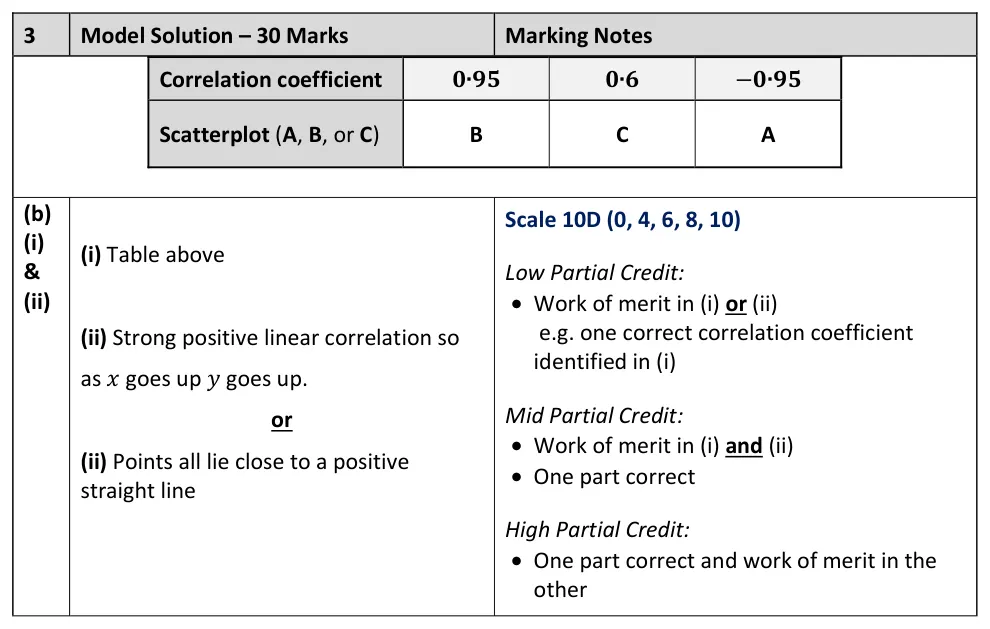 3 Model Solution – 30 Marks Marking Notes
Correlation coefficient 0·95 0·6 −0·95
Scatterplot (A, B, or C) B C A
(b)
(i)
&
(ii)
(i) Table above
(ii) Strong positive linear correlation so
as x goes up y goes up.
or
(ii) Points all lie close to a positive
straight line
Scale 10D (0, 4, 6, 8, 10)
Low Partial Credit:
• Work of merit in (i) or (ii)
e.g. one correct correlation coefficient
identified in (i)
Mid Partial Credit:
• Work of merit in (i) and (ii)
• One part correct
High Partial Credit:
• One part correct and work of merit in the
other